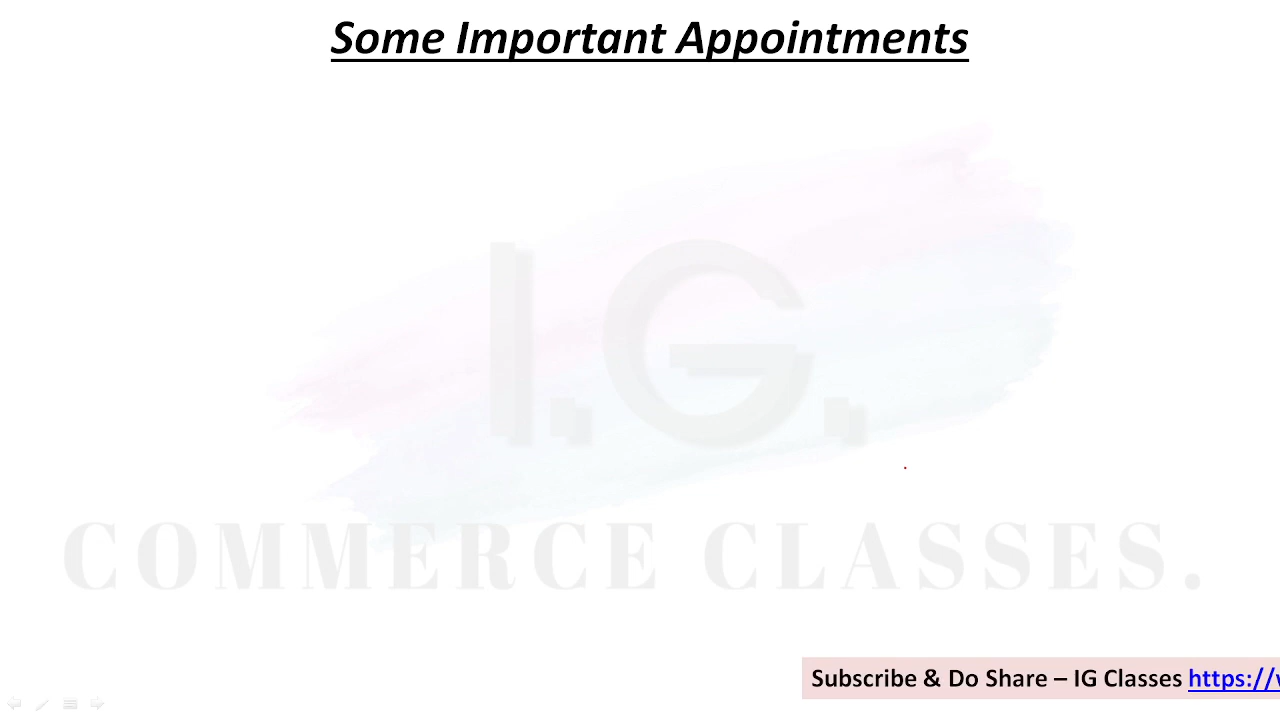 Some Important Appointments
I.G.
COMMERCE CLASSES.
Subscribe & Do Share – IG Classes https://